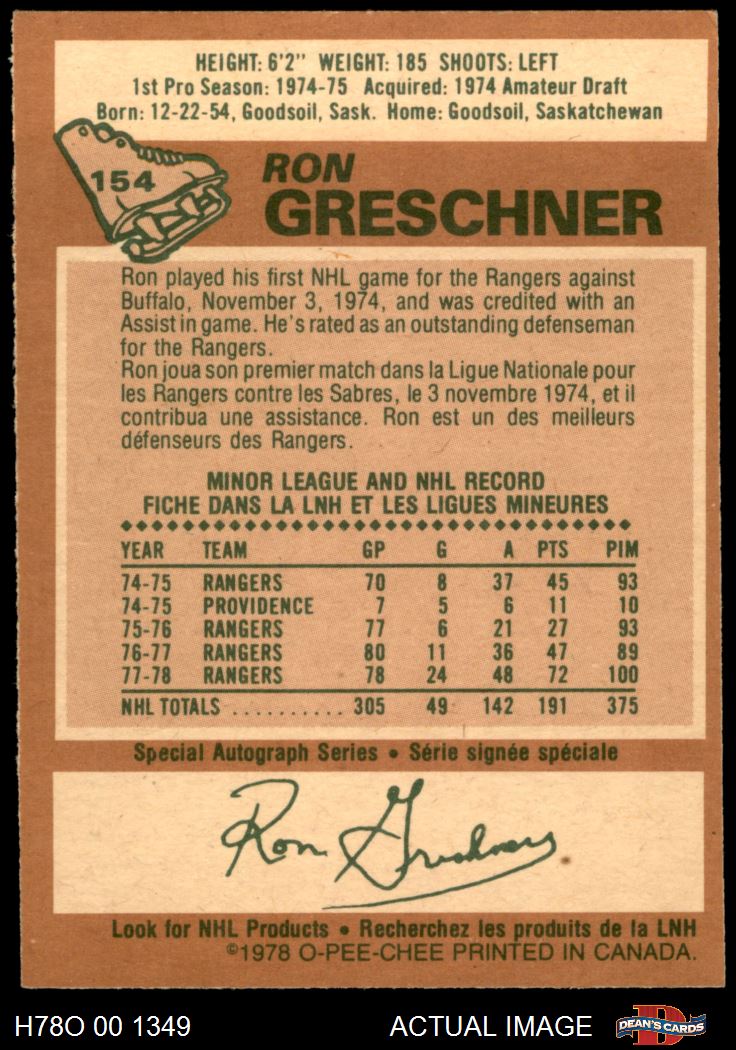 HEIGHT: 6'2" WEIGHT: 185 SHOOTS: LEFT
1st Pro Season: 1974-75 Acquired: 1974 Amateur Draft
Born: 12-22-54, Goodsoil, Sask. Home: Goodsoil, Saskatchewan
154
RON
GRESCHNER
Ron played his first NHL game for the Rangers against
Buffalo, November 3, 1974, and was credited with an
Assist in game. He's rated as an outstanding defenseman
for the Rangers.
Ron joua son premier match dans la Ligue Nationale pour
les Rangers contre les Sabres, le 3 novembre 1974, et il
contribua une assistance. Ron est un des meilleurs
défenseurs des Rangers.
MINOR LEAGUE AND NHL RECORD
FICHE DANS LA LNH ET LES LIGUES MINEURES
YEAR TEAM GP G A PTS PIM
74-75 RANGERS 70 8 37 45 93
74-75 PROVIDENCE 7 5 6 11 10
75-76 RANGERS 77 6 21 27 93
76-77 RANGERS 80 11 36 47 89
77-78 RANGERS 78 24 48 72 100
NHL TOTALS .......... 305 49 142 191 375
Special Autograph Series • Série signée spéciale
Ron Greschner
Look for NHL Products • Recherchez les produits de la LNH
©1978 O-PEE-CHEE PRINTED IN CANADA.
H78O 00 1349 ACTUAL IMAGE DEAN'S CARDS